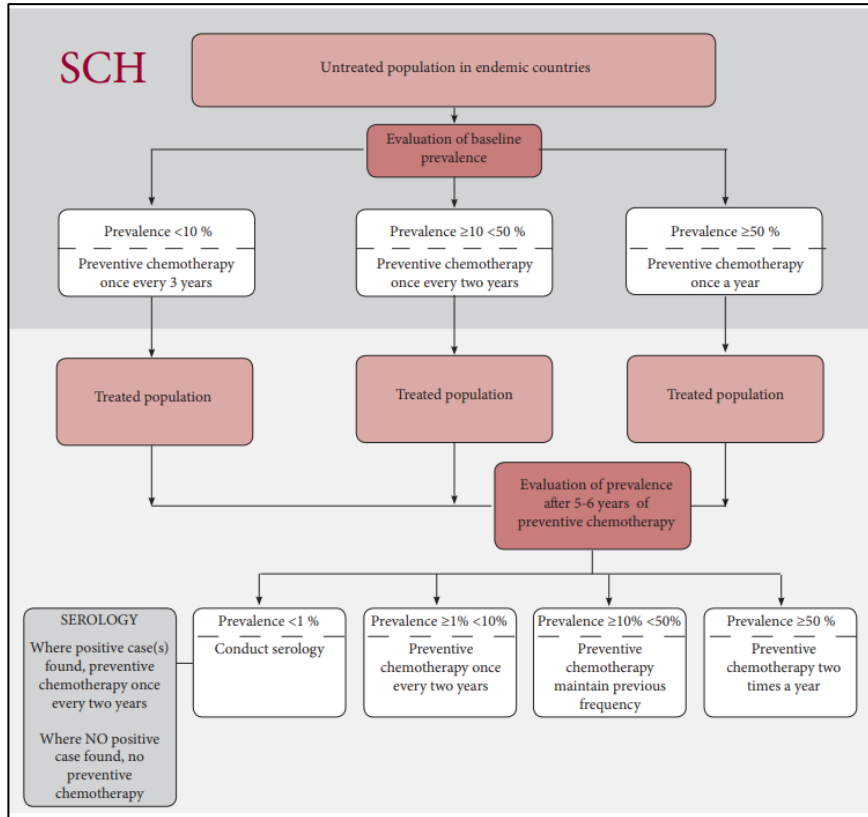 SCH
Untreated population in endemic countries
Evaluation of baseline
prevalence
Prevalence <10 %
Preventive chemotherapy
once every 3 years
Prevalence ≥10 <50 %
Preventive chemotherapy
once every two years
Prevalence ≥50 %
Preventive chemotherapy
once a year
Treated population
Treated population
Treated population
Evaluation of prevalence
after 5-6 years of
preventive chemotherapy
SEROLOGY
Where positive case(s)
found, preventive
chemotherapy once
every two years
Where NO positive
case found, no
preventive
chemotherapy
Prevalence <1 %
Conduct serology
Prevalence ≥1% <10%
Preventive
chemotherapy once
every two years
Prevalence ≥10% <50%
Preventive
chemotherapy
maintain previous
frequency
Prevalence ≥50 %
Preventive
chemotherapy two
times a year